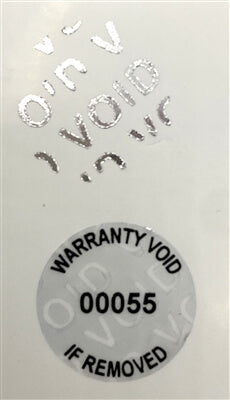 VOID
WARRANTY VOID
00055
IF REMOVED